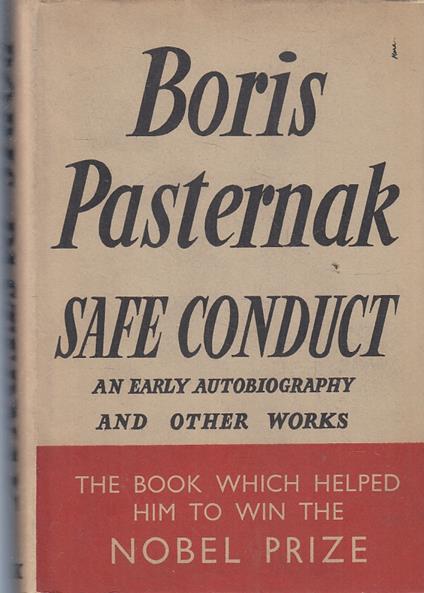 Boris
Pasternak
SAFE CONDUCT
AN EARLY AUTOBIOGRAPHY
AND OTHER WORKS
THE BOOK WHICH HELPED
HIM TO WIN THE
NOBEL PRIZE